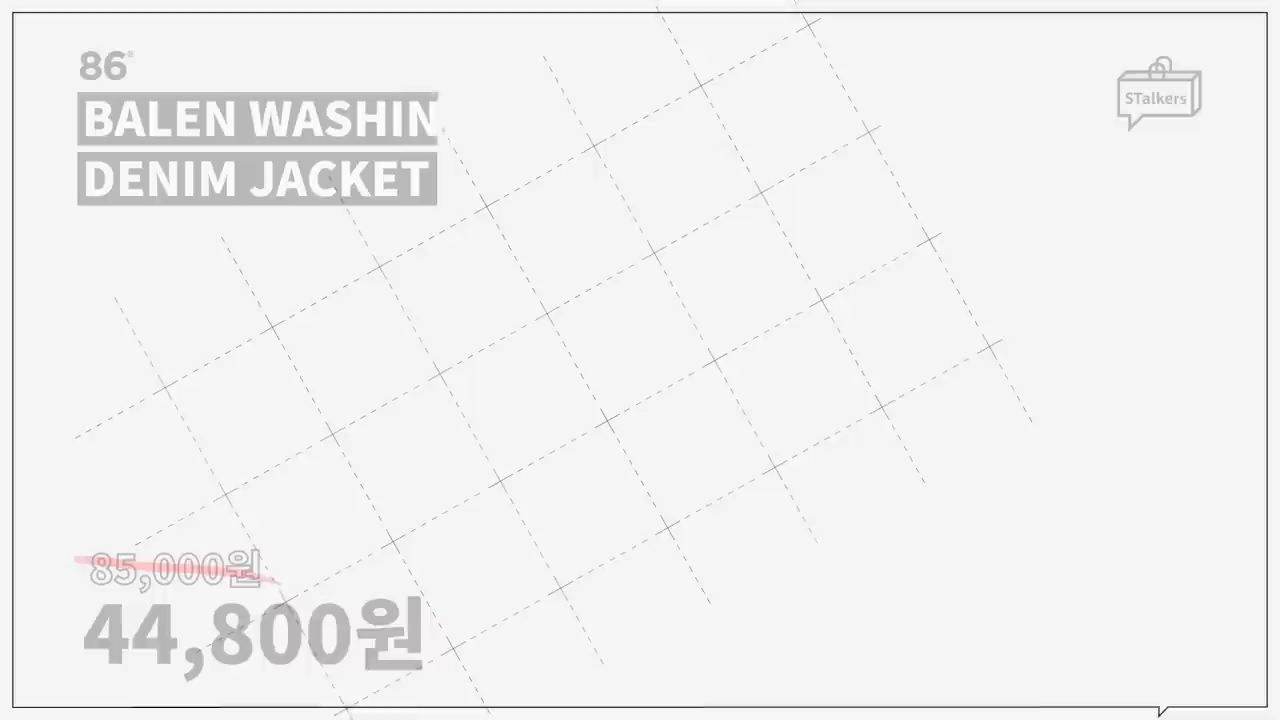 86°
BALEN WASHIN
DENIM JACKET
STalkers
85,000원
44,800원